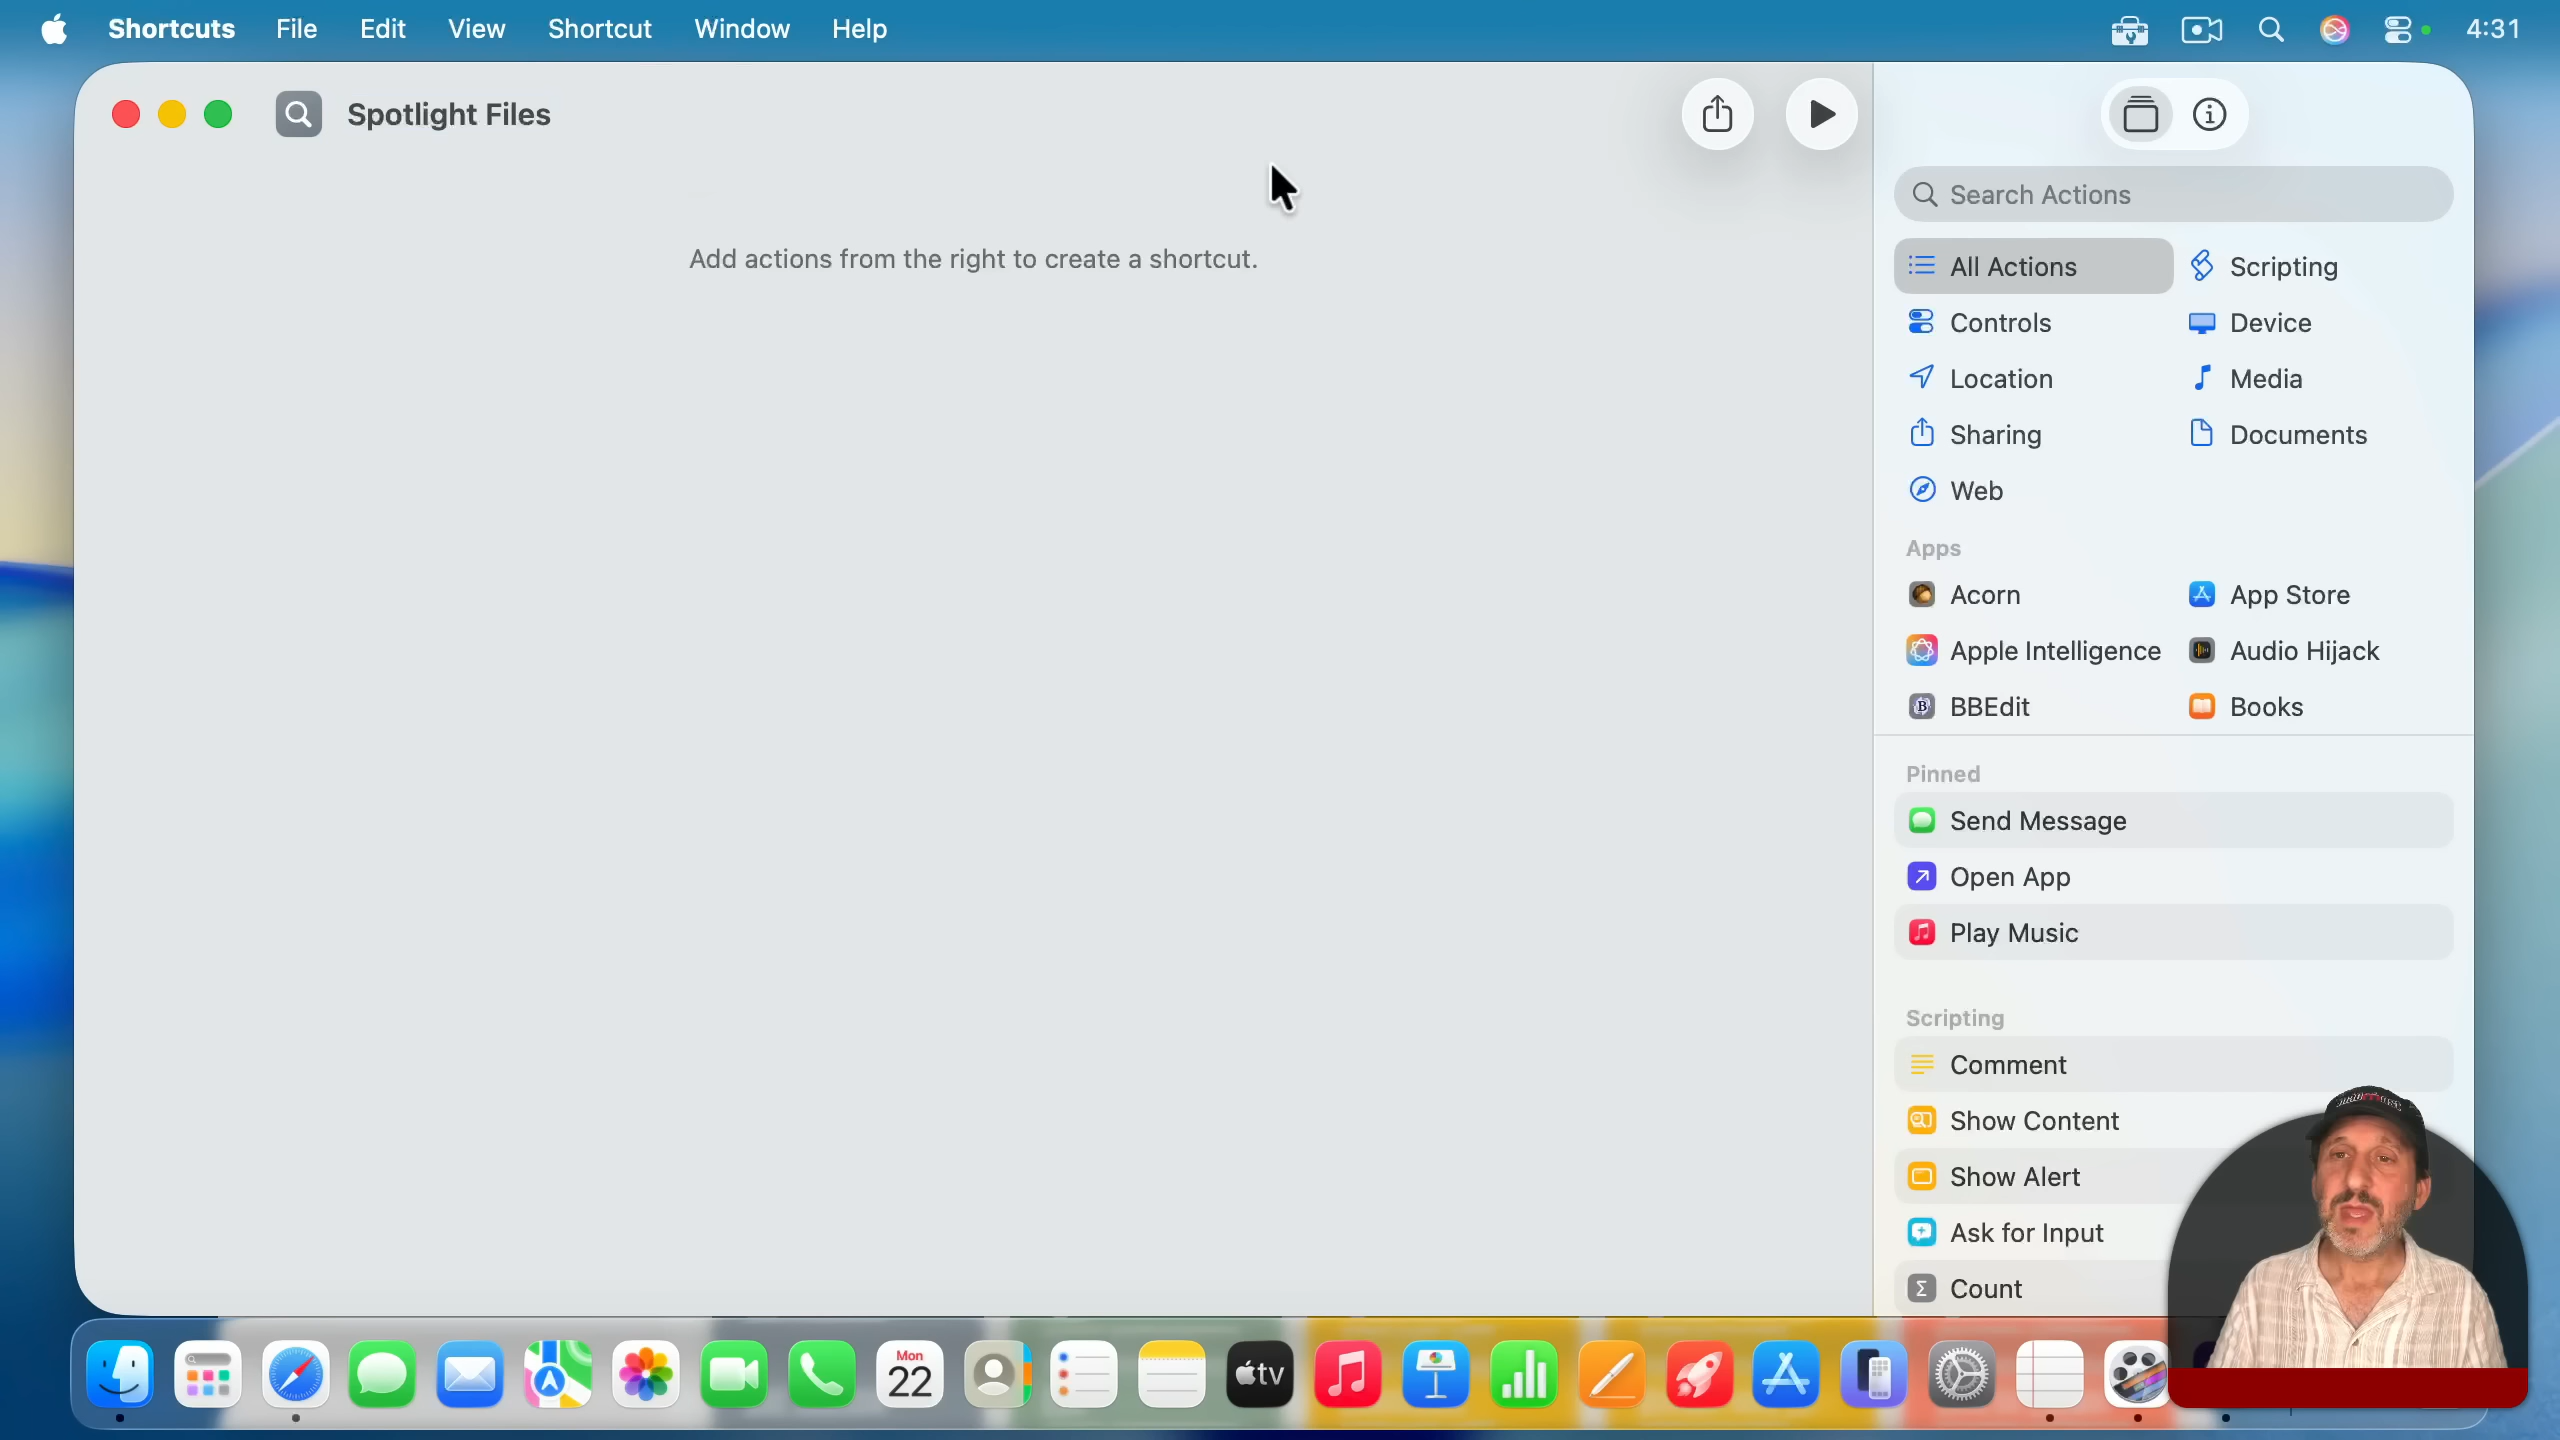 Shortcuts File Edit View Shortcut Window Help 4:31
Spotlight Files
Add actions from the right to create a shortcut.
Search Actions
All Actions Scripting
Controls Device
Location Media
Sharing Documents
Web
Apps
Acorn App Store
Apple Intelligence Audio Hijack
BBEdit Books
Pinned
Send Message
Open App
Play Music
Scripting
Comment
Show Content
Show Alert
Ask for Input
Count
Mon
22
tv